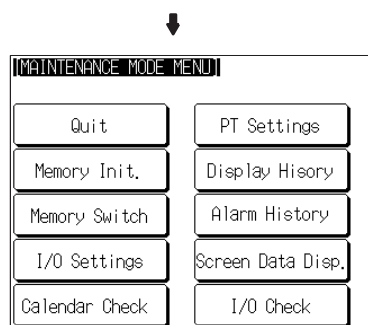 [MAINTENANCE MODE MENU]
Quit
PT Settings
Memory Init.
Display Hisory
Memory Switch
Alarm History
I/O Settings
Screen Data Disp.
Calendar Check
I/O Check